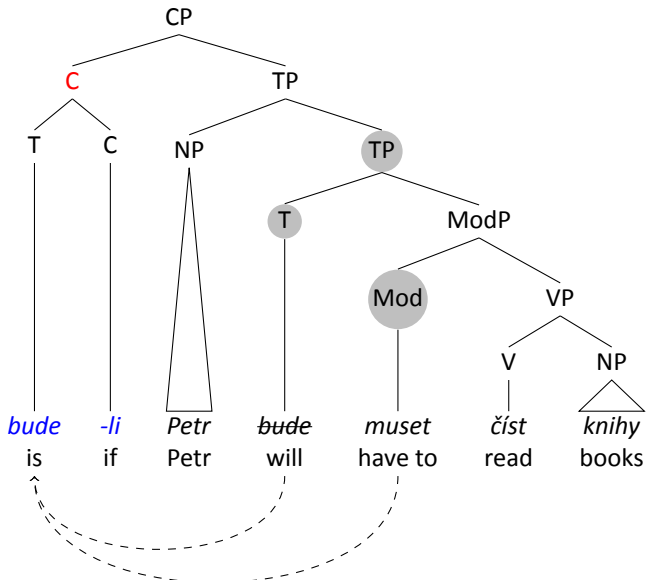 CP
C TP
T C NP TP
T ModP
Mod VP
V NP
bude -li Petr bude muset číst knihy
is if Petr will have to read books